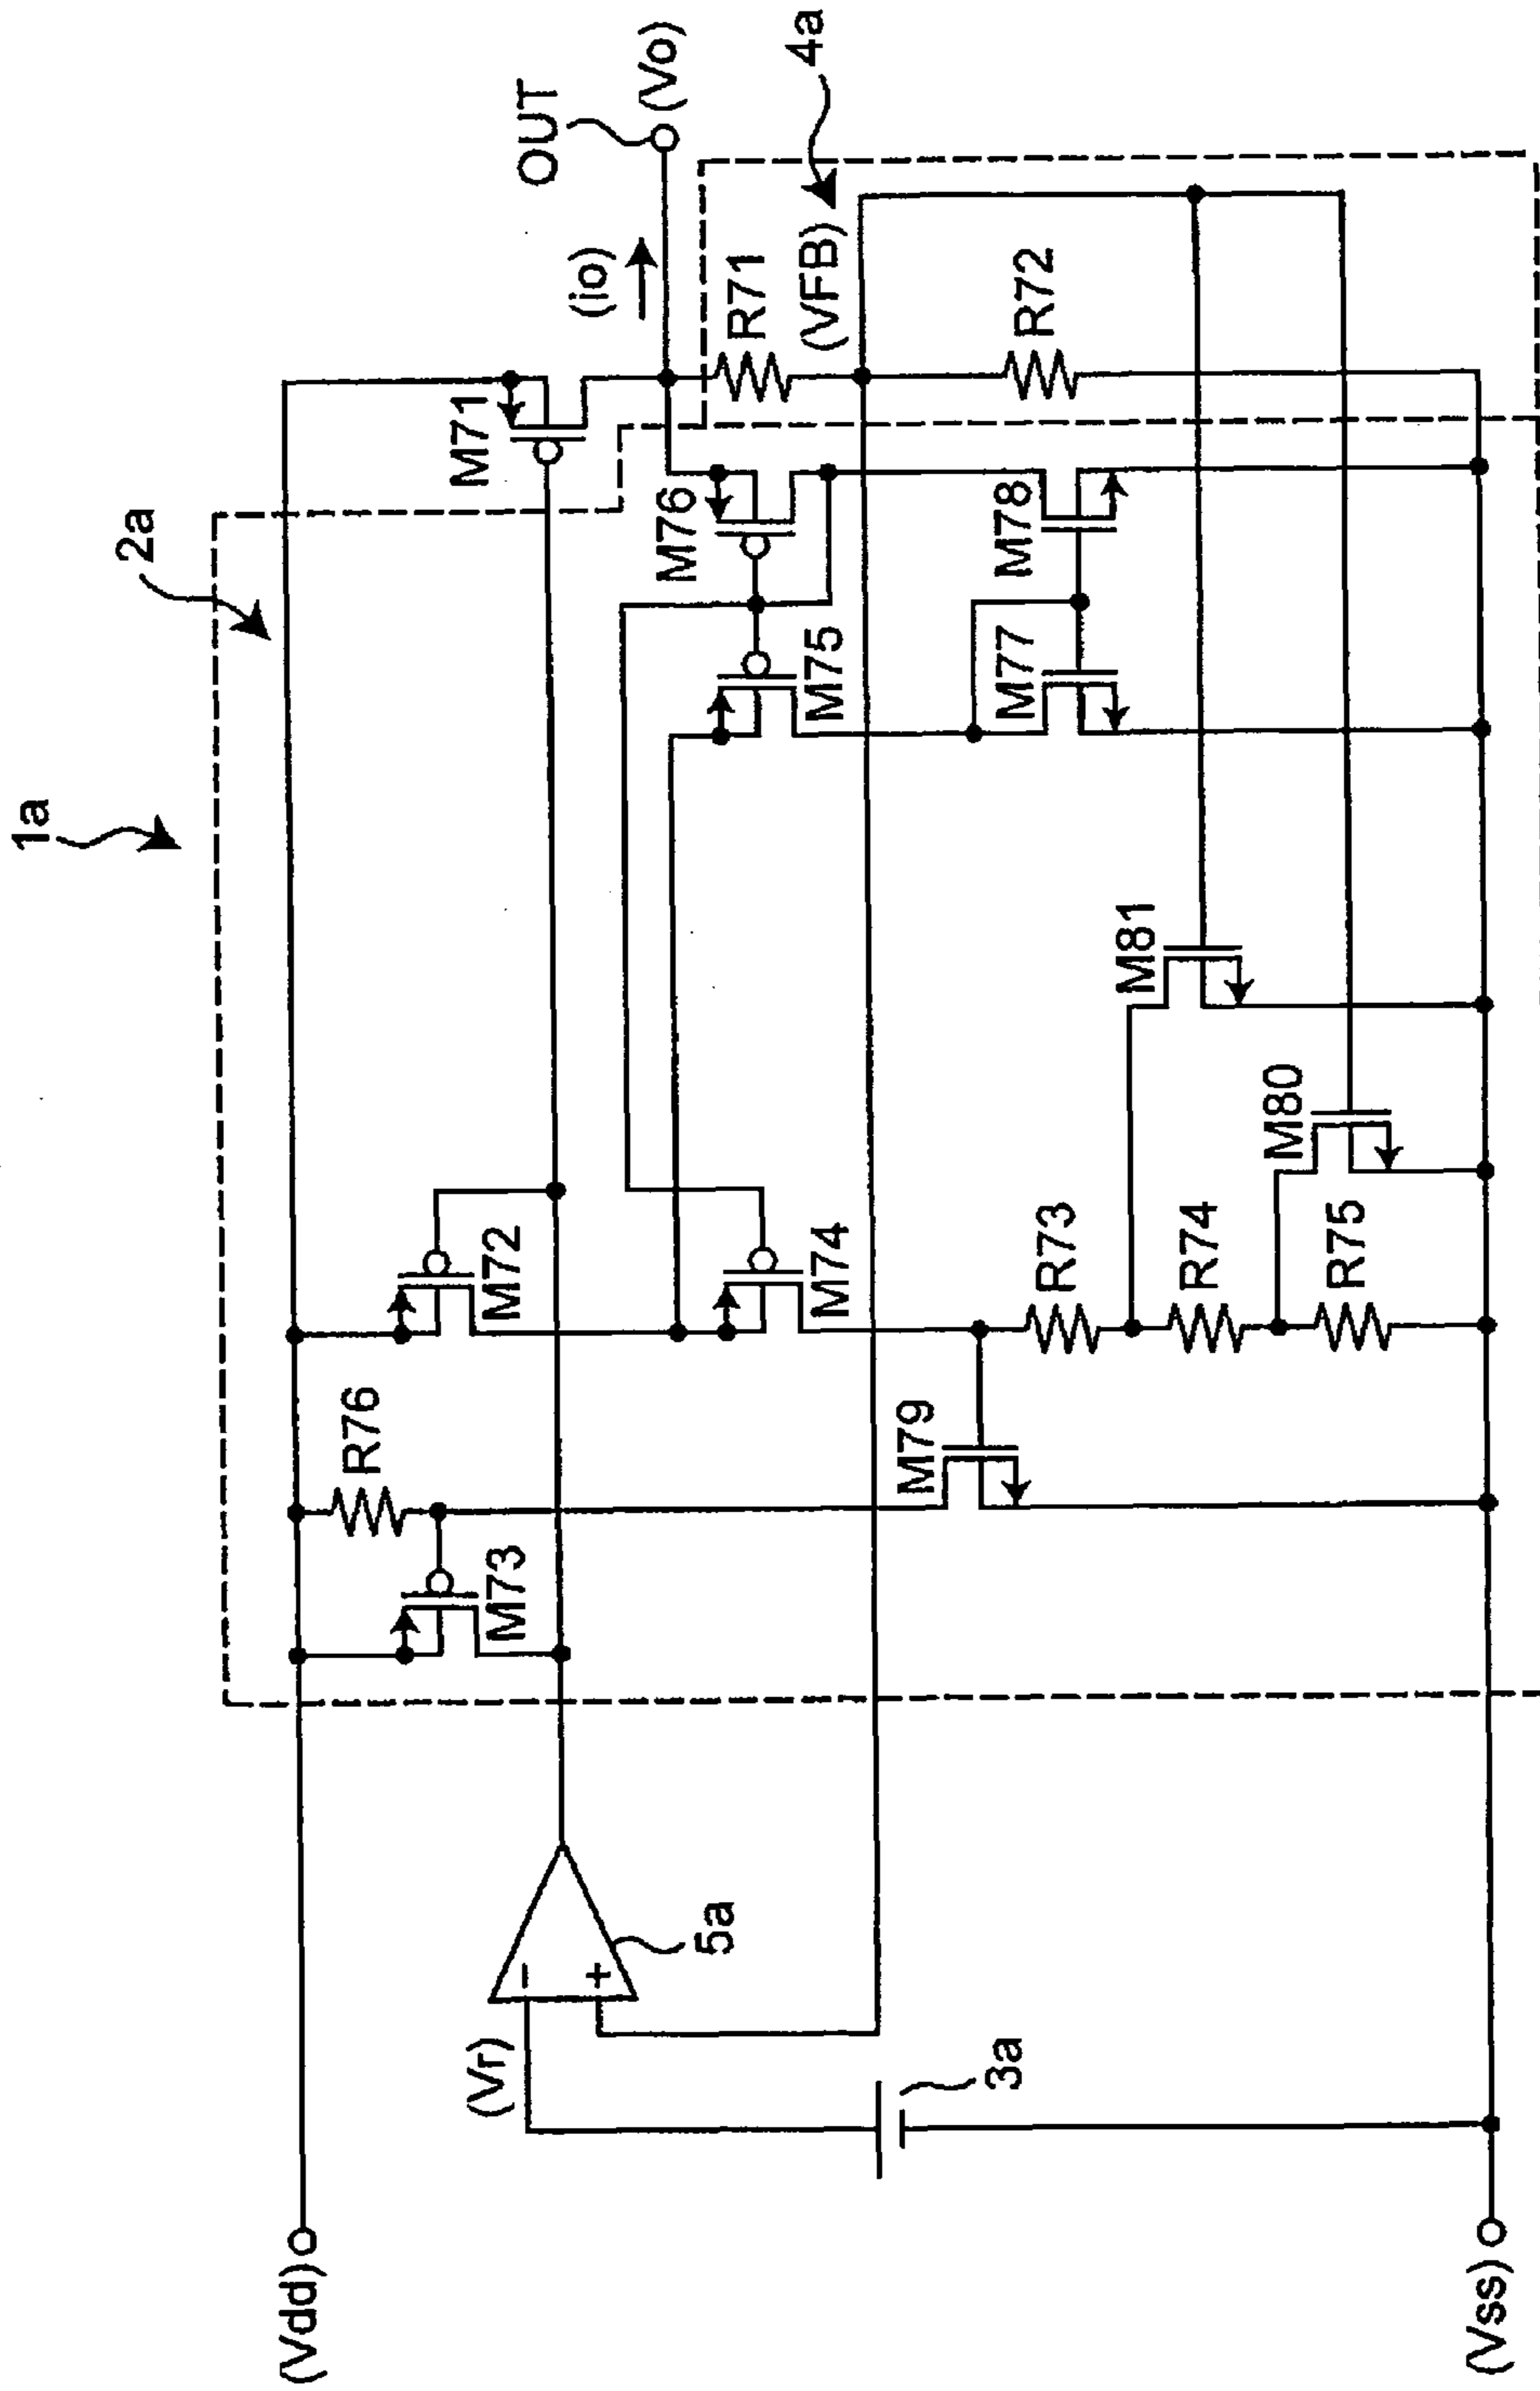 1a
2a
OUT
(Vo)
(io)
4a
M71
R71
(VFB)
R72
M76
M75
M78
M77
M72
M74
M81
M80
R73
R74
R75
R76
M73
M79
5a
−
+
(Vr)
3a
(Vdd)
(Vss)